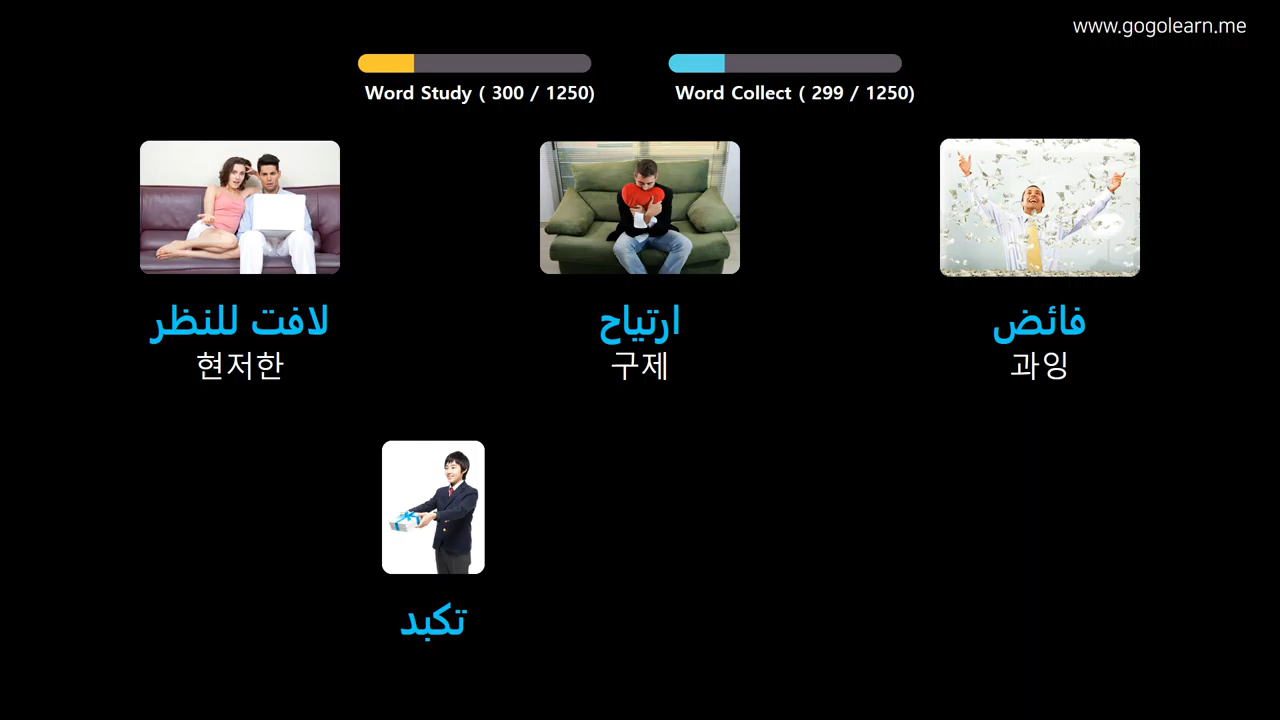 www.gogolearn.me
Word Study ( 300 / 1250)
Word Collect ( 299 / 1250)
لافت للنظر
현저한
ارتياح
구제
فائض
과잉
تكبد